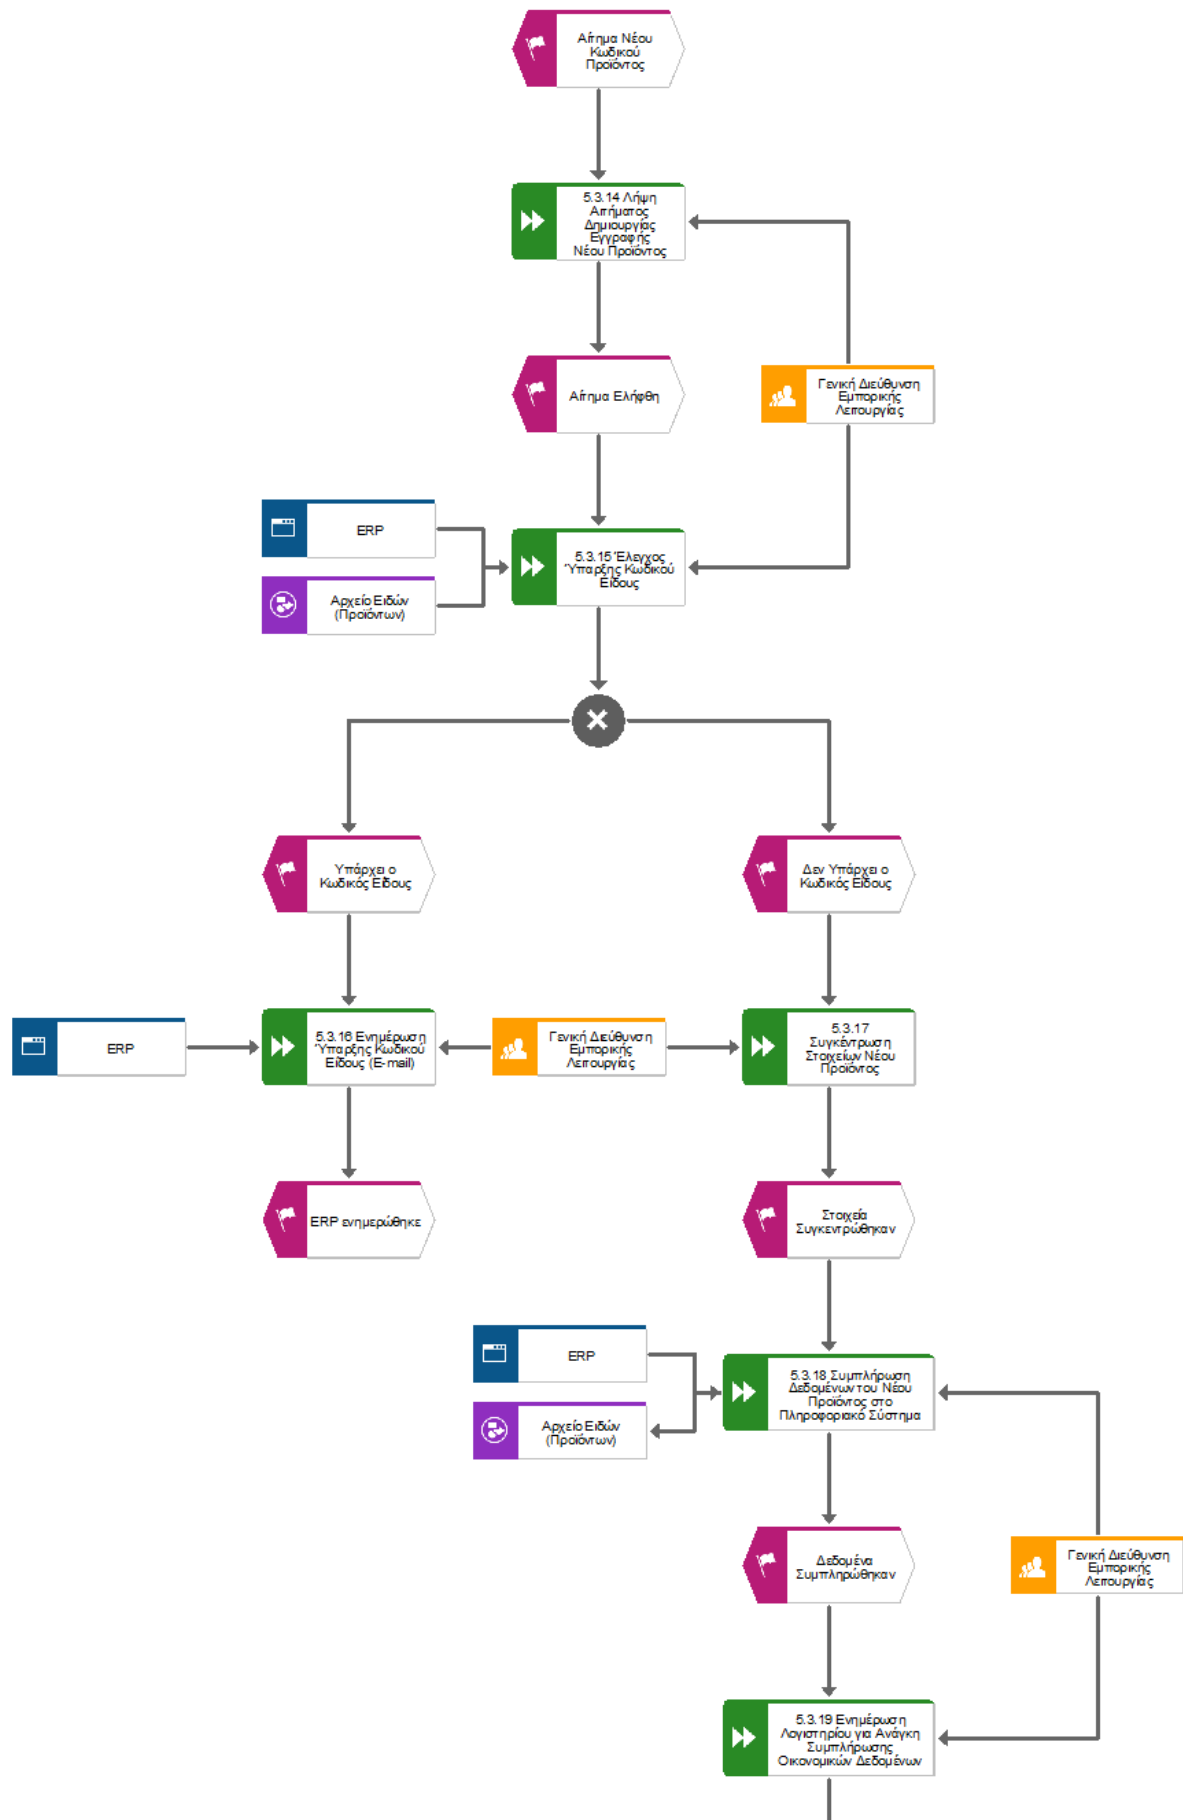 Αίτημα Νέου
Κωδικού
Προϊόντος
5.3.14 Λήψη
Αιτήματος
Δημιουργίας
Εγγραφής
Νέου Προϊόντος
Αίτημα Ελήφθη
Γενική Διεύθυνση
Εμπορικής
Λειτουργίας
ERP
Αρχείο Ειδών
(Προϊόντων)
5.3.15 Έλεγχος
Ύπαρξης Κωδικού
Είδους
Υπάρχει ο
Κωδικός Είδους
Δεν Υπάρχει ο
Κωδικός Είδους
ERP
5.3.16 Ενημέρωση
Ύπαρξης Κωδικού
Είδους (E-mail)
Γενική Διεύθυνση
Εμπορικής
Λειτουργίας
5.3.17
Συγκέντρωση
Στοιχείων Νέου
Προϊόντος
ERP ενημερώθηκε
Στοιχεία
Συγκεντρώθηκαν
ERP
Αρχείο Ειδών
(Προϊόντων)
5.3.18 Συμπλήρωση
Δεδομένων του Νέου
Προϊόντος στο
Πληροφοριακό Σύστημα
Δεδομένα
Συμπληρώθηκαν
Γενική Διεύθυνση
Εμπορικής
Λειτουργίας
5.3.19 Ενημέρωση
Λογιστηρίου για Ανάγκη
Συμπλήρωσης
Οικονομικών Δεδομένων